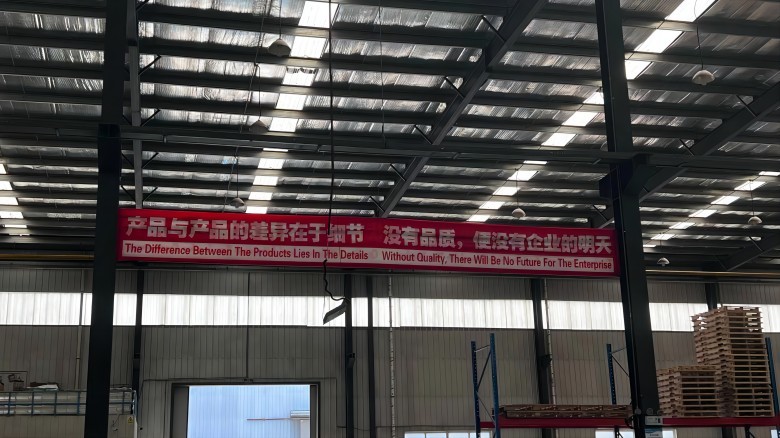 产品与产品的差异在于细节 没有品质，便没有企业的明天
The Difference Between The Products Lies In The Details Without Quality, There Will Be No Future For The Enterprise